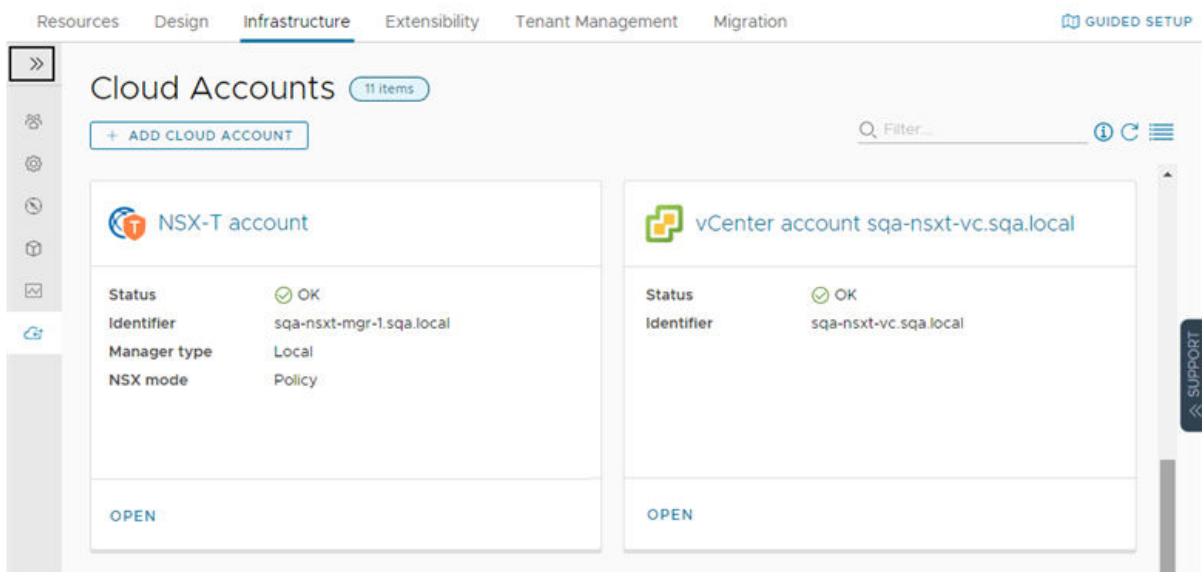 Resources Design Infrastructure Extensibility Tenant Management Migration GUIDED SETUP
Cloud Accounts 11 items
+ ADD CLOUD ACCOUNT
Filter...
NSX-T account
Status OK
Identifier sqa-nsxt-mgr-1.sqa.local
Manager type Local
NSX mode Policy
OPEN
vCenter account sqa-nsxt-vc.sqa.local
Status OK
Identifier sqa-nsxt-vc.sqa.local
OPEN
SUPPORT